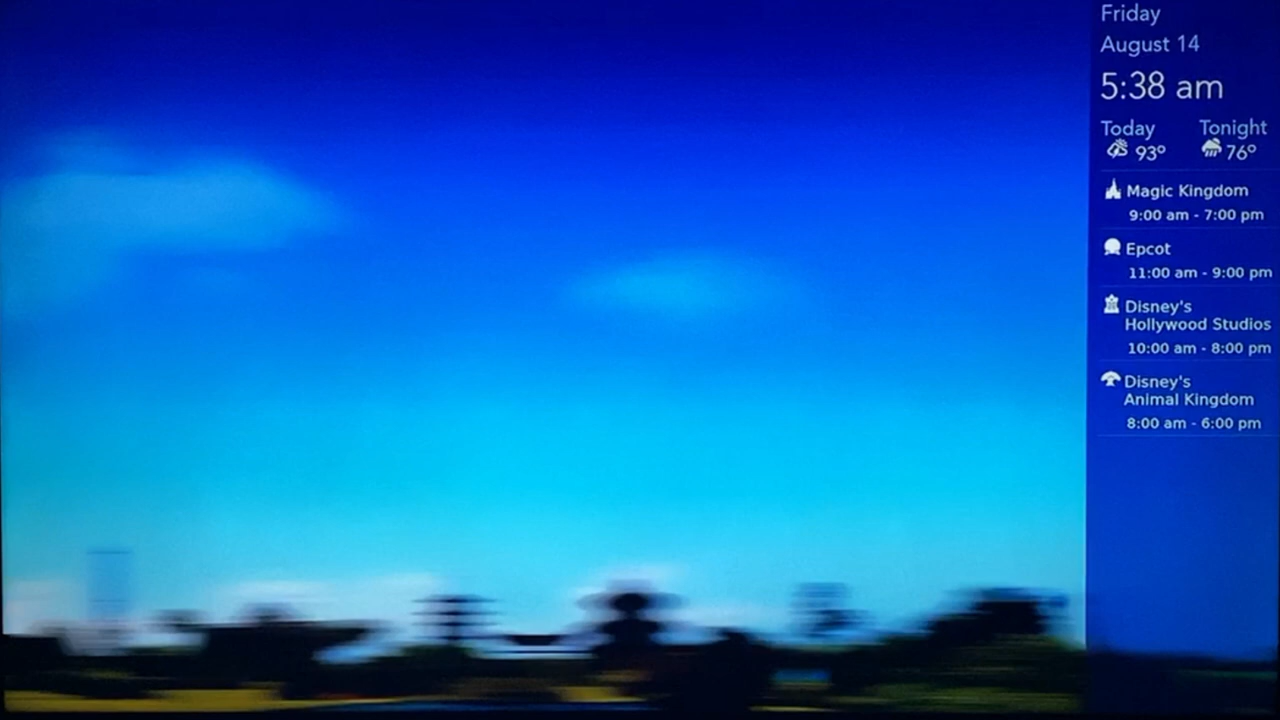 Friday
August 14
5:38 am
Today Tonight
93° 76°
Magic Kingdom
9:00 am - 7:00 pm
Epcot
11:00 am - 9:00 pm
Disney's
Hollywood Studios
10:00 am - 8:00 pm
Disney's
Animal Kingdom
8:00 am - 6:00 pm